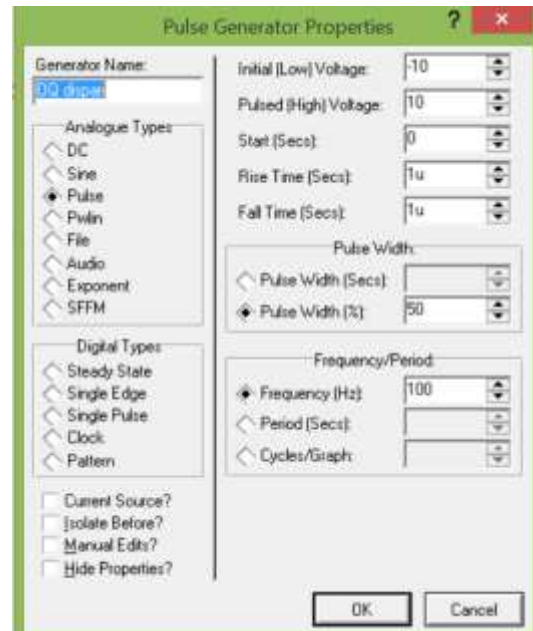 Pulse Generator Properties
?
Generator Name:
DQ dispar
Analogue Types
DC
Sine
Pulse
Pwlin
File
Audio
Exponent
SFFM
Digital Types
Steady State
Single Edge
Single Pulse
Clock
Pattern
Current Source?
Isolate Before?
Manual Edits?
Hide Properties?
Initial (Low) Voltage: -10
Pulsed (High) Voltage: 10
Start (Secs): 0
Rise Time (Secs): 1u
Fall Time (Secs): 1u
Pulse Width:
Pulse Width (Secs):
Pulse Width (%): 50
Frequency/Period:
Frequency (Hz): 100
Period (Secs):
Cycles/Graph:
OK
Cancel